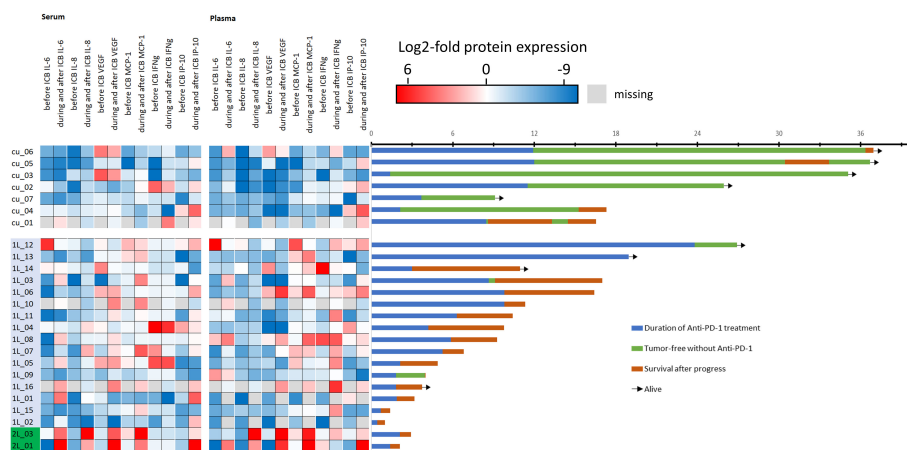 Serum
Plasma
before ICB IL-6
during and after ICB IL-6
before ICB IL-8
during and after ICB IL-8
before ICB VEGF
during and after ICB VEGF
before ICB MCP-1
during and after ICB MCP-1
before ICB IFNg
during and after ICB IFNg
before ICB IP-10
during and after ICB IP-10
before ICB IL-6
during and after ICB IL-6
before ICB IL-8
during and after ICB IL-8
before ICB VEGF
during and after ICB VEGF
before ICB MCP-1
during and after ICB MCP-1
before ICB IFNg
during and after ICB IFNg
before ICB IP-10
during and after ICB IP-10
Log2-fold protein expression
6 0 -9
missing
0 6 12 18 24 30 36
cu_06
cu_05
cu_03
cu_02
cu_07
cu_04
cu_01
1L_12
1L_13
1L_14
1L_03
1L_06
1L_10
1L_11
1L_04
1L_08
1L_07
1L_05
1L_09
1L_16
1L_01
1L_15
1L_02
2L_03
2L_01
Duration of Anti-PD-1 treatment
Tumor-free without Anti-PD-1
Survival after progress
Alive